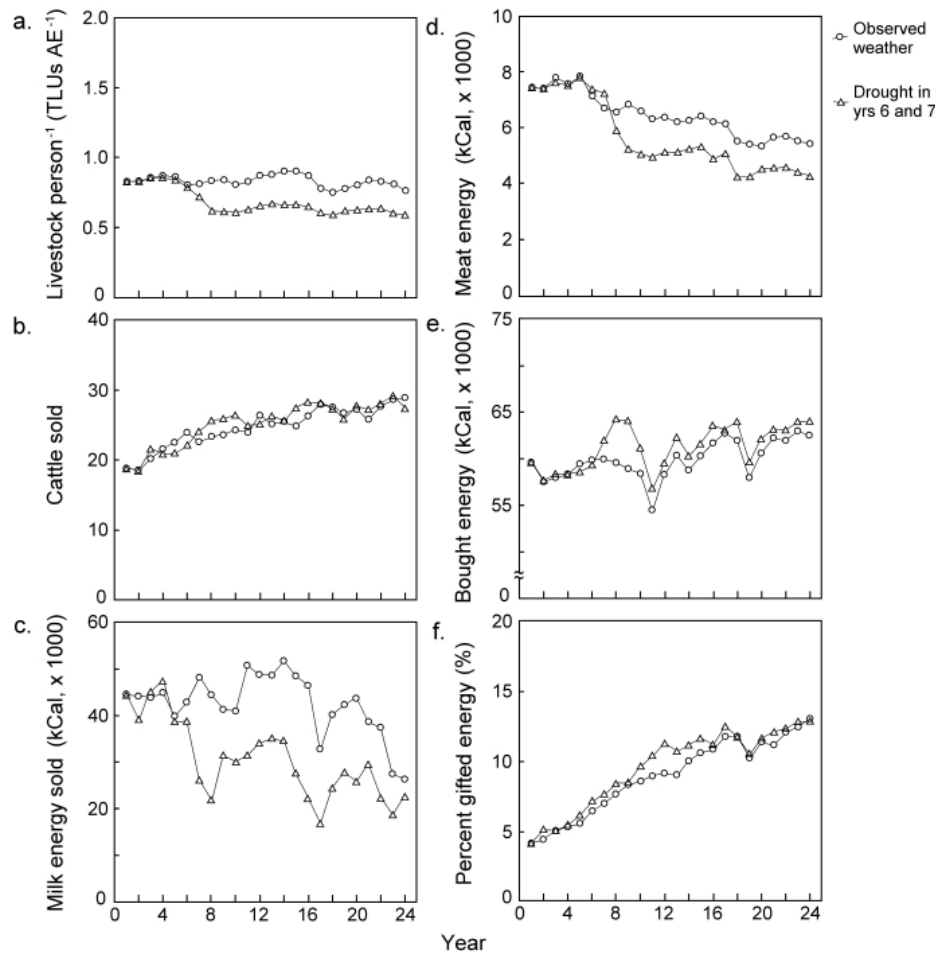 a.
Livestock person⁻¹ (TLUs AE⁻¹)
2.0
1.5
1.0
0.5
0
b.
Cattle sold
40
30
20
10
0
c.
Milk energy sold (kCal, x 1000)
60
40
20
0
0 4 8 12 16 20 24
d.
Meat energy (kCal, x 1000)
10
8
6
4
2
0
Observed
weather
Drought in
yrs 6 and 7
e.
Bought energy (kCal, x 1000)
75
65
55
0
f.
Percent gifted energy (%)
20
15
10
5
0
0 4 8 12 16 20 24
Year